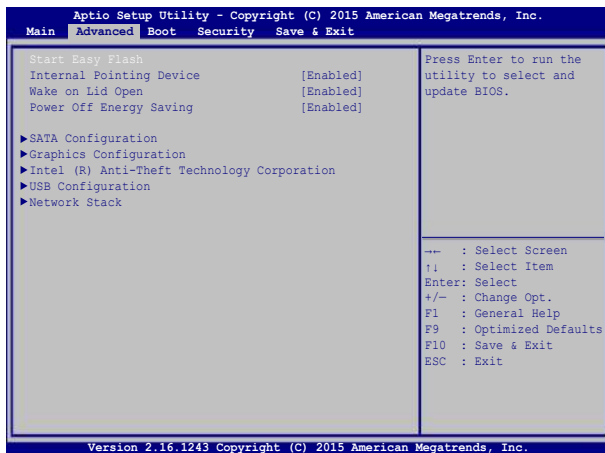 Aptio Setup Utility - Copyright (C) 2015 American Megatrends, Inc.
Main Advanced Boot Security Save & Exit
Start Easy Flash
Internal Pointing Device [Enabled]
Wake on Lid Open [Enabled]
Power Off Energy Saving [Enabled]
▶SATA Configuration
▶Graphics Configuration
▶Intel (R) Anti-Theft Technology Corporation
▶USB Configuration
▶Network Stack
Press Enter to run the
utility to select and
update BIOS.
→← : Select Screen
↑↓ : Select Item
Enter: Select
+/— : Change Opt.
F1 : General Help
F9 : Optimized Defaults
F10 : Save & Exit
ESC : Exit
Version 2.16.1243 Copyright (C) 2015 American Megatrends, Inc.